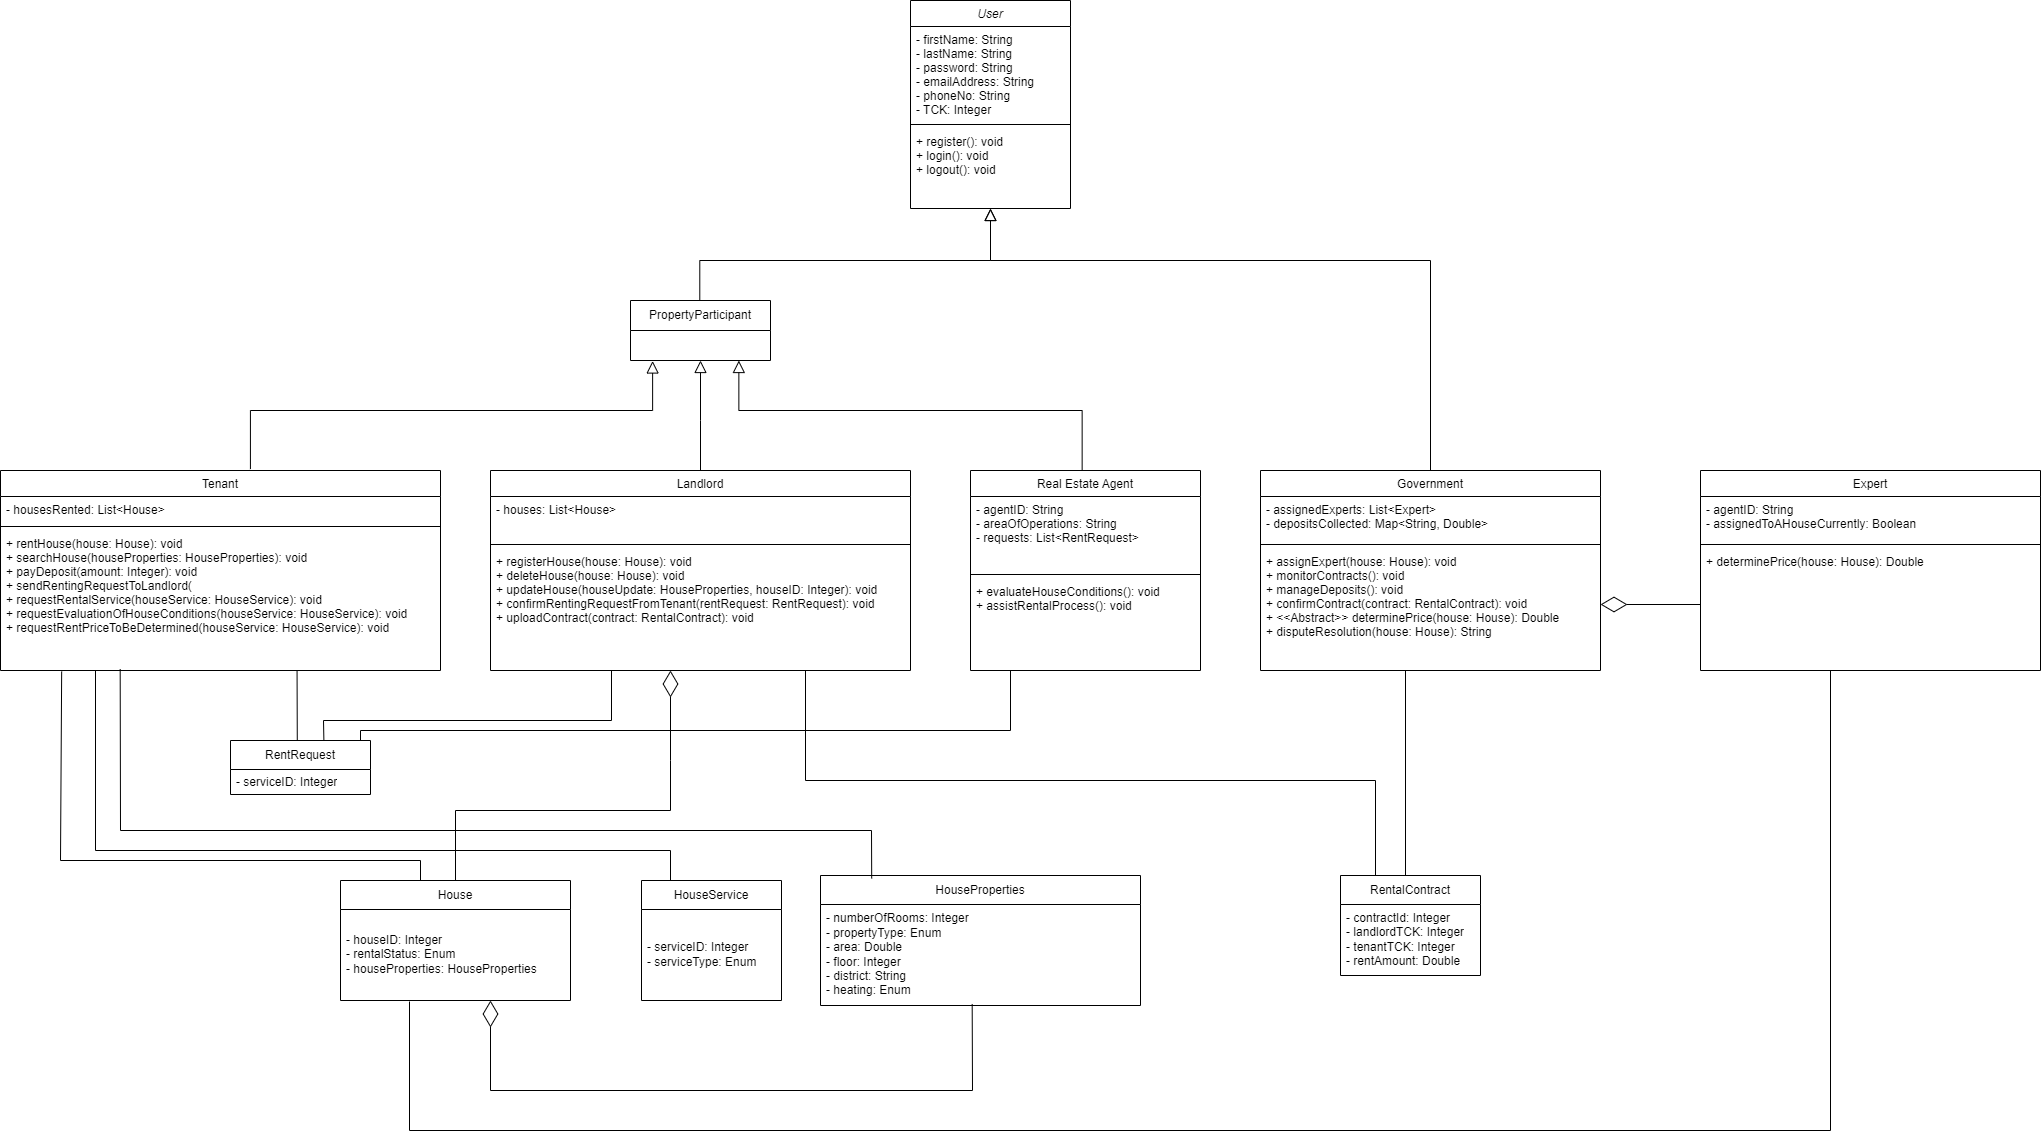 User
- firstName: String
- lastName: String
- password: String
- emailAddress: String
- phoneNo: String
- TCK: Integer
+ register(): void
+ login(): void
+ logout(): void
PropertyParticipant
Tenant
- housesRented: List<House>
+ rentHouse(house: House): void
+ searchHouse(houseProperties: HouseProperties): void
+ payDeposit(amount: Integer): void
+ sendRentingRequestToLandlord(
+ requestRentalService(houseService: HouseService): void
+ requestEvaluationOfHouseConditions(houseService: HouseService): void
+ requestRentPriceToBeDetermined(houseService: HouseService): void
Landlord
- houses: List<House>
+ registerHouse(house: House): void
+ deleteHouse(house: House): void
+ updateHouse(houseUpdate: HouseProperties, houseID: Integer): void
+ confirmRentingRequestFromTenant(rentRequest: RentRequest): void
+ uploadContract(contract: RentalContract): void
Real Estate Agent
- agentID: String
- areaOfOperations: String
- requests: List<RentRequest>
+ evaluateHouseConditions(): void
+ assistRentalProcess(): void
Government
- assignedExperts: List<Expert>
- depositsCollected: Map<String, Double>
+ assignExpert(house: House): void
+ monitorContracts(): void
+ manageDeposits(): void
+ confirmContract(contract: RentalContract): void
+ <<Abstract>> determinePrice(house: House): Double
+ disputeResolution(house: House): String
Expert
- agentID: String
- assignedToAHouseCurrently: Boolean
+ determinePrice(house: House): Double
RentRequest
- serviceID: Integer
House
- houseID: Integer
- rentalStatus: Enum
- houseProperties: HouseProperties
HouseService
- serviceID: Integer
- serviceType: Enum
HouseProperties
- numberOfRooms: Integer
- propertyType: Enum
- area: Double
- floor: Integer
- district: String
- heating: Enum
RentalContract
- contractId: Integer
- landlordTCK: Integer
- tenantTCK: Integer
- rentAmount: Double